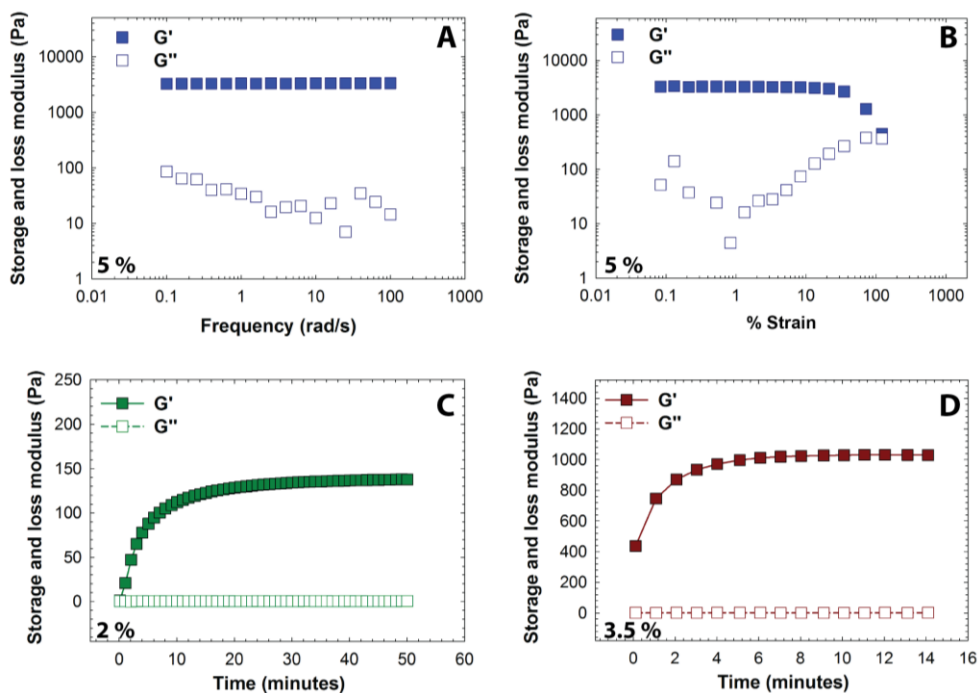 A
G'
G''
Storage and loss modulus (Pa)
10000
1000
100
10
1
5 %
0.01 0.1 1 10 100 1000
Frequency (rad/s)
B
G'
G''
Storage and loss modulus (Pa)
10000
1000
100
10
1
5 %
0.01 0.1 1 10 100 1000
% Strain
C
G'
G''
Storage and loss modulus (Pa)
250
200
150
100
50
0
2 %
0 10 20 30 40 50 60
Time (minutes)
D
G'
G''
Storage and loss modulus (Pa)
1400
1200
1000
800
600
400
200
0
3.5 %
0 2 4 6 8 10 12 14 16
Time (minutes)